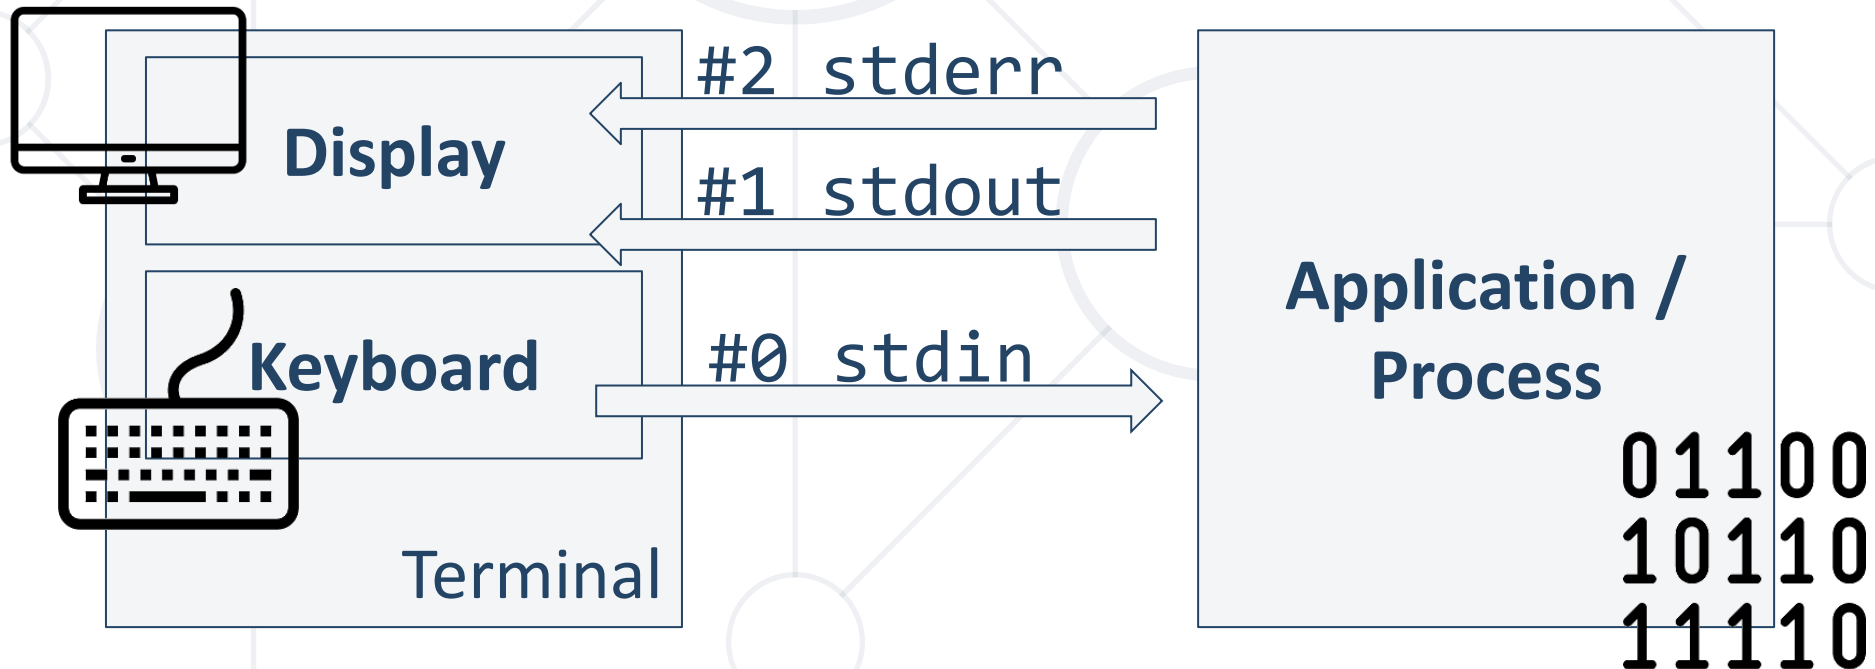 #2 stderr
Display
#1 stdout
Keyboard
#0 stdin
Terminal
Application /
Process
01100
10110
11110